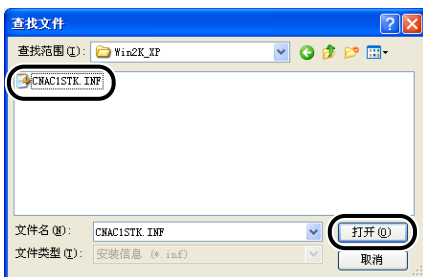 查找文件
查找范围(I): Win2K_XP
CNAC1STK.INF
文件名(N): CNAC1STK.INF 打开(O)
文件类型(T): 安装信息 (*.inf) 取消